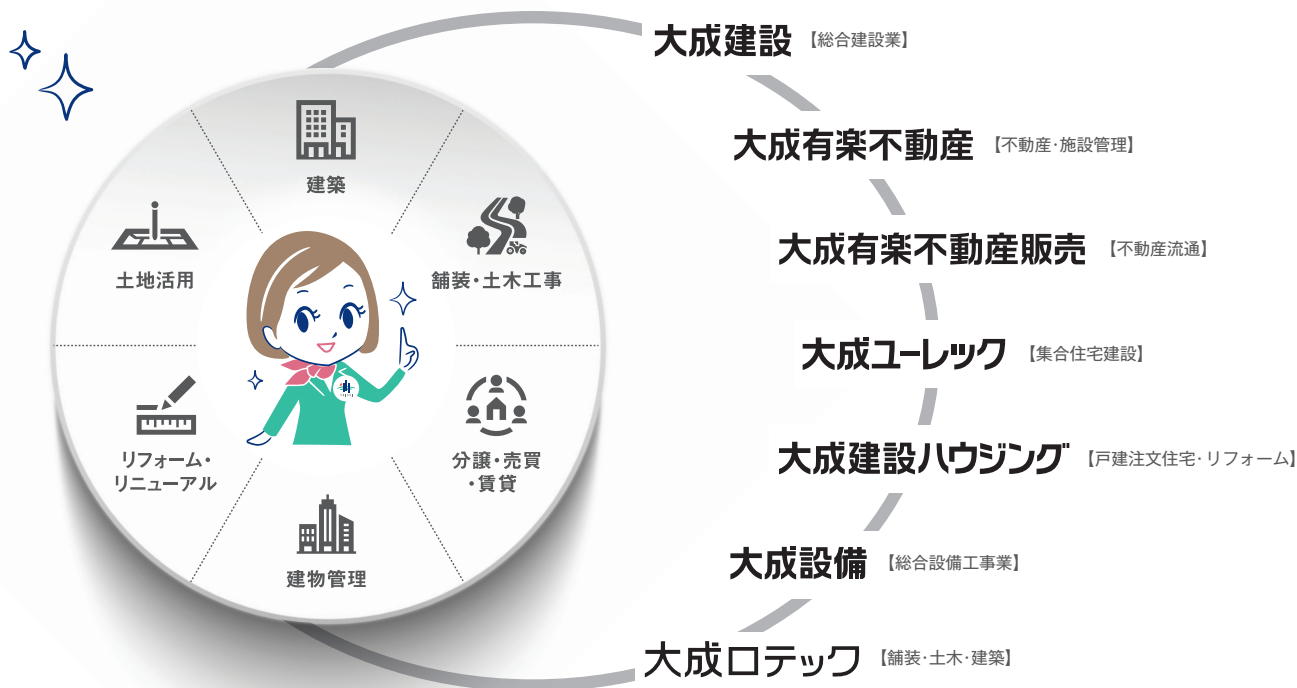 建築
舗装・土木工事
分譲・売買
・賃貸
建物管理
リフォーム・
リニューアル
土地活用
大成建設 【総合建設業】
大成有楽不動産 【不動産・施設管理】
大成有楽不動産販売 【不動産流通】
大成ユーレック 【集合住宅建設】
大成建設ハウジング 【戸建注文住宅・リフォーム】
大成設備 【総合設備工事業】
大成ロテック 【舗装・土木・建築】